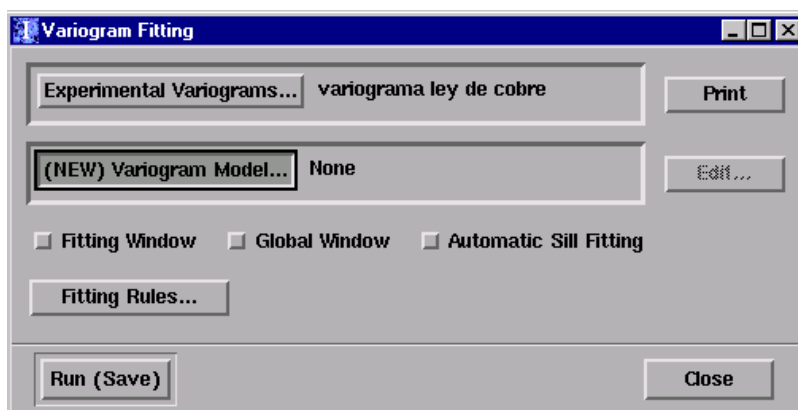 Variogram Fitting
Experimental Variograms... variograma ley de cobre
Print
(NEW) Variogram Model... None
Edit...
Fitting Window Global Window Automatic Sill Fitting
Fitting Rules...
Run (Save) Close